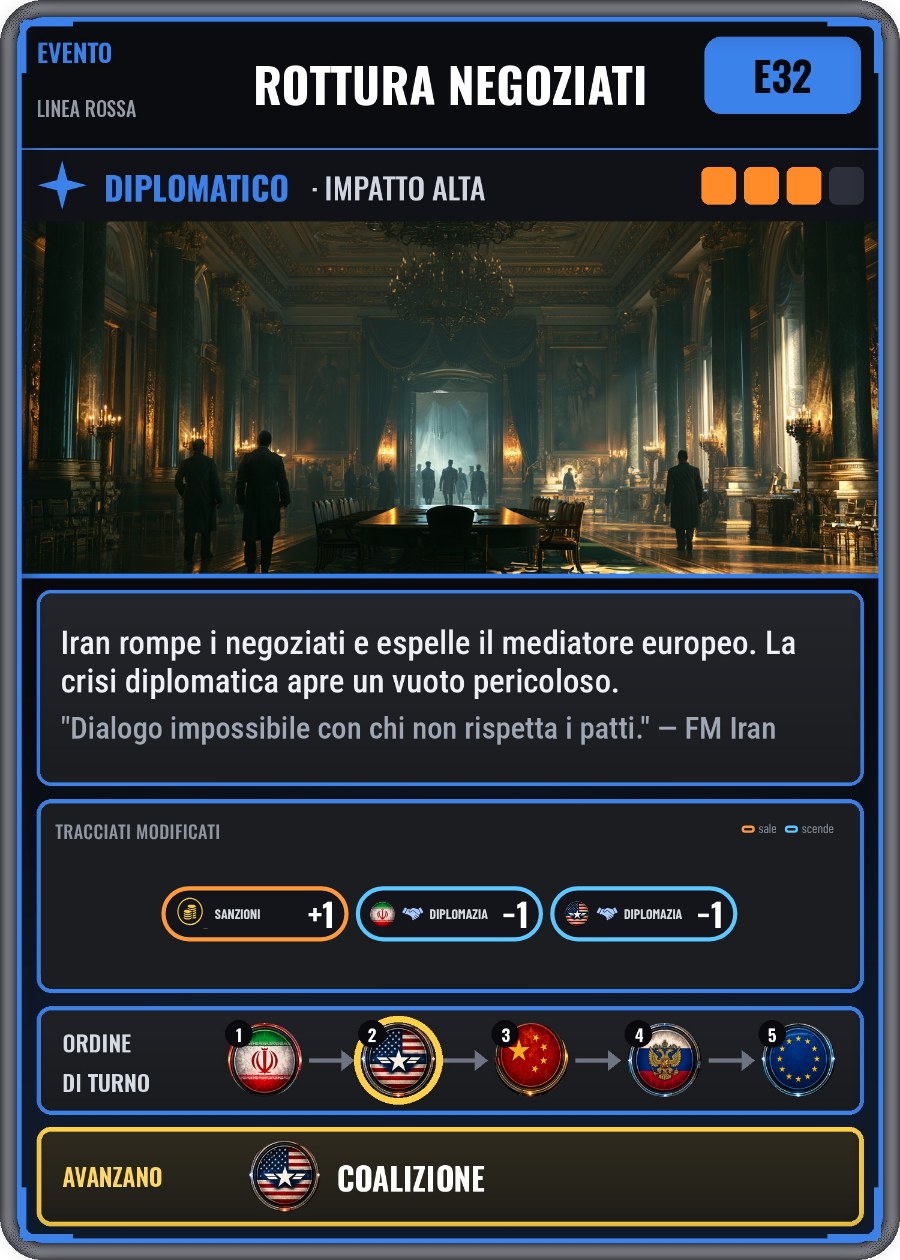 EVENTO
LINEA ROSSA
ROTTURA NEGOZIATI
E32
DIPLOMATICO · IMPATTO ALTA
Iran rompe i negoziati e espelle il mediatore europeo. La
crisi diplomatica apre un vuoto pericoloso.
"Dialogo impossibile con chi non rispetta i patti." — FM Iran
TRACCIATI MODIFICATI
sale scende
SANZIONI +1
DIPLOMAZIA −1
DIPLOMAZIA −1
ORDINE
DI TURNO
1 2 3 4 5
AVANZANO COALIZIONE